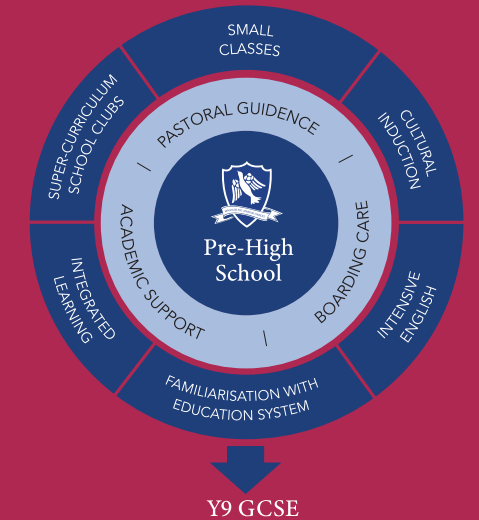 SMALL
CLASSES
CULTURAL
INDUCTION
INTENSIVE
ENGLISH
FAMILIARISATION WITH
EDUCATION SYSTEM
INTEGRATED
LEARNING
SUPER-CURRICULUM
SCHOOL CLUBS
PASTORAL GUIDENCE
BOARDING CARE
ACADEMIC SUPPORT
Pre-High
School
Y9 GCSE